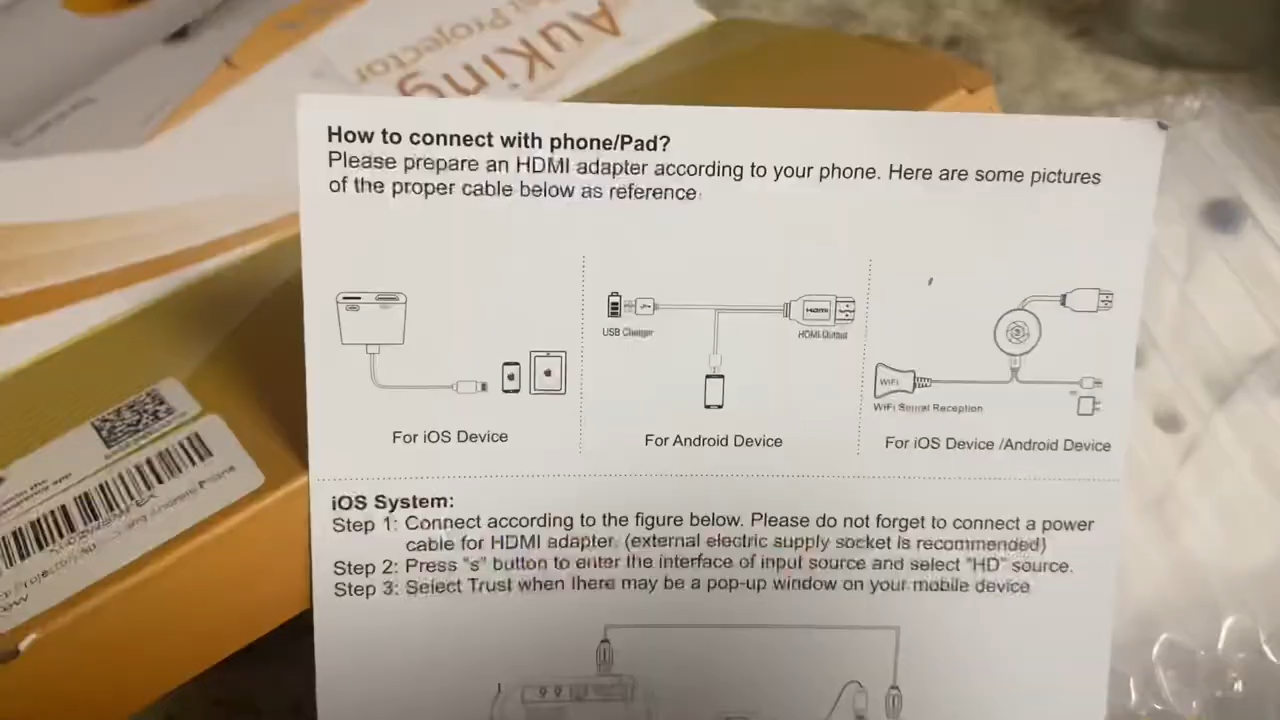 AuKing
Projector
How to connect with phone/Pad?
Please prepare an HDMI adapter according to your phone. Here are some pictures
of the proper cable below as reference
USB Charger
HDMI
HDMI Output
WiFi
WiFi Signal Reception
For iOS Device
For Android Device
For iOS Device /Android Device
iOS System:
Step 1: Connect according to the figure below. Please do not forget to connect a power
cable for HDMI adapter. (external electric supply socket is recommended)
Step 2: Press "s" button to enter the interface of input source and select "HD" source.
Step 3: Select Trust when there may be a pop-up window on your mobile device